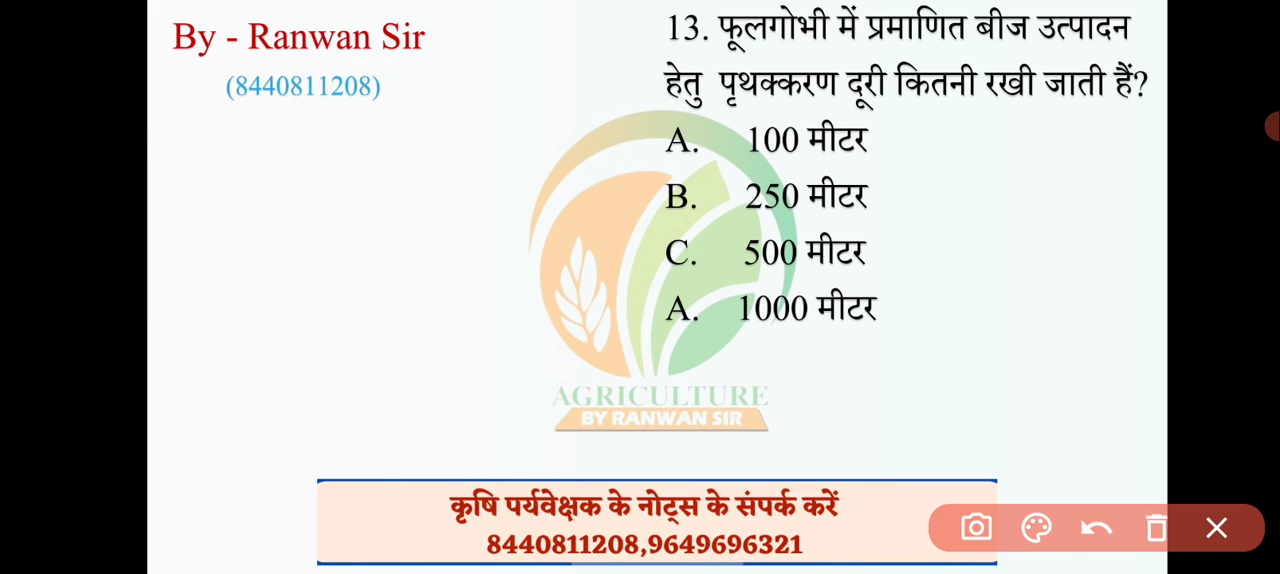 By - Ranwan Sir
(8440811208)
13. फूलगोभी में प्रमाणित बीज उत्पादन
हेतु पृथक्करण दूरी कितनी रखी जाती हैं?
A. 100 मीटर
B. 250 मीटर
C. 500 मीटर
A. 1000 मीटर
AGRICULTURE
BY RANWAN SIR
कृषि पर्यवेक्षक के नोट्स के संपर्क करें
8440811208,9649696321